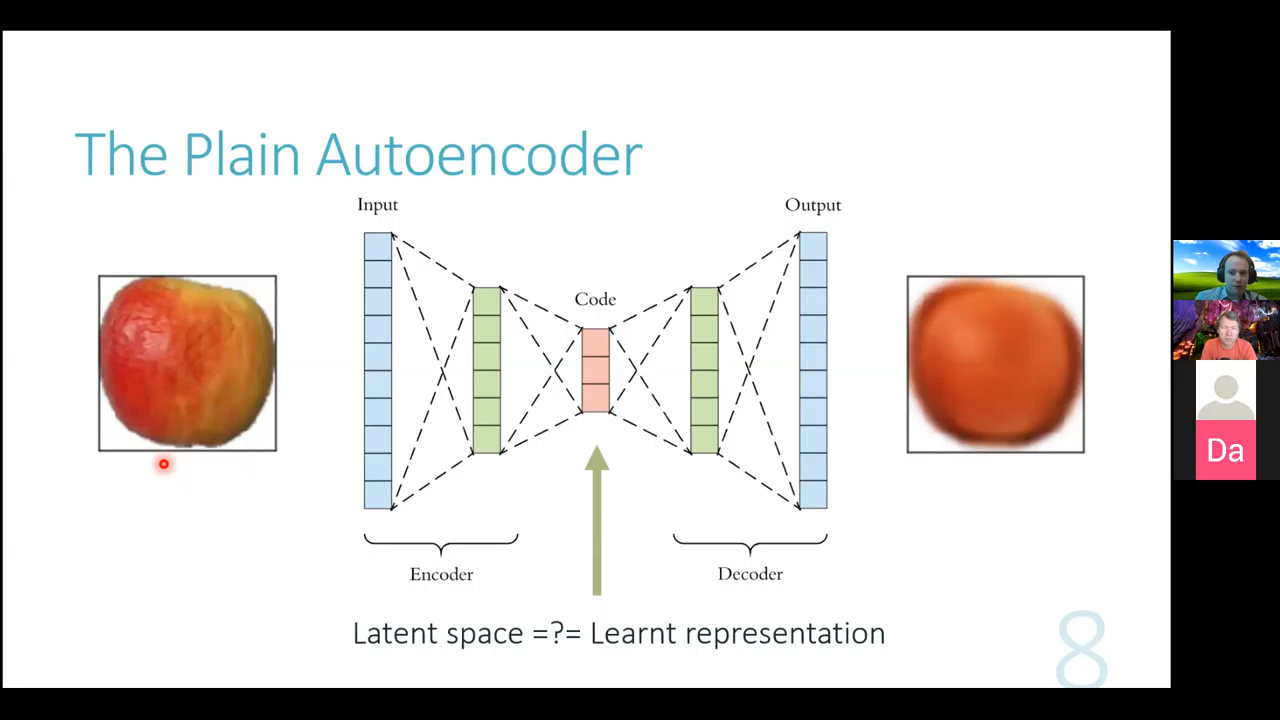 The Plain Autoencoder
Input
Output
Code
Encoder
Decoder
Latent space =?= Learnt representation
8
Da